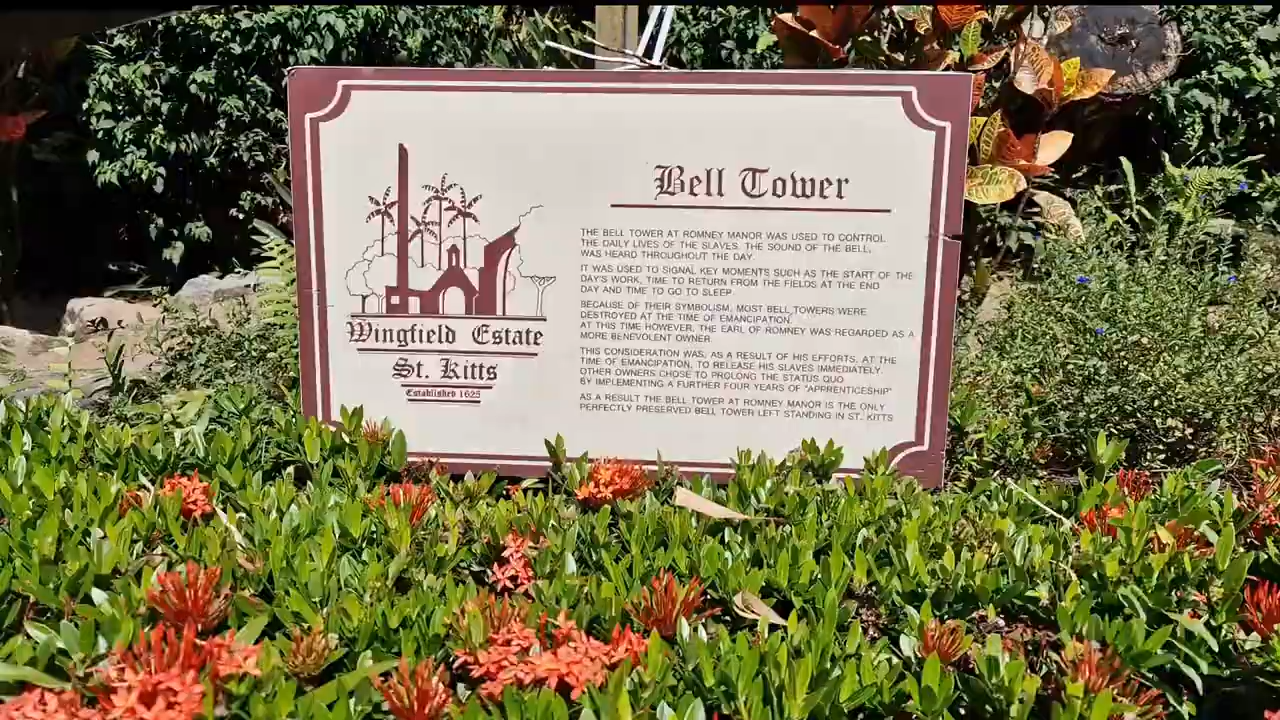 Bell Tower
THE BELL TOWER AT ROMNEY MANOR WAS USED TO CONTROL
THE DAILY LIVES OF THE SLAVES. THE SOUND OF THE BELL,
WAS HEARD THROUGHOUT THE DAY.
IT WAS USED TO SIGNAL KEY MOMENTS SUCH AS THE START OF THE
DAY'S WORK, TIME TO RETURN FROM THE FIELDS AT THE END
DAY AND TIME TO GO TO SLEEP.
BECAUSE OF THEIR SYMBOLISM, MOST BELL TOWERS WERE
DESTROYED AT THE TIME OF EMANCIPATION.
AT THIS TIME HOWEVER, THE EARL OF ROMNEY WAS REGARDED AS A
MORE BENEVOLENT OWNER.
THIS CONSIDERATION WAS, AS A RESULT OF HIS EFFORTS, AT THE
TIME OF EMANCIPATION, TO RELEASE HIS SLAVES IMMEDIATELY.
OTHER OWNERS CHOSE TO PROLONG THE STATUS QUO
BY IMPLEMENTING A FURTHER FOUR YEARS OF "APPRENTICESHIP"
AS A RESULT THE BELL TOWER AT ROMNEY MANOR IS THE ONLY
PERFECTLY PRESERVED BELL TOWER LEFT STANDING IN ST. KITTS
Wingfield Estate
St. Kitts
Established 1625